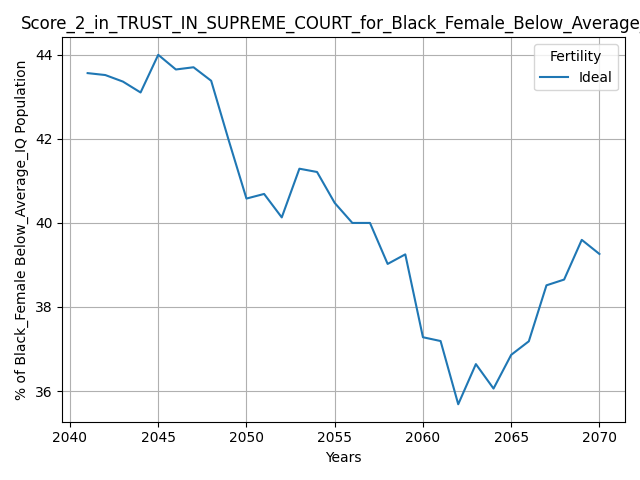 Score_2_in_TRUST_IN_SUPREME_COURT_for_Black_Female_Below_Average_
Fertility
Ideal
% of Black_Female Below_Average_IQ Population
44
42
40
38
36
2040 2045 2050 2055 2060 2065 2070
Years